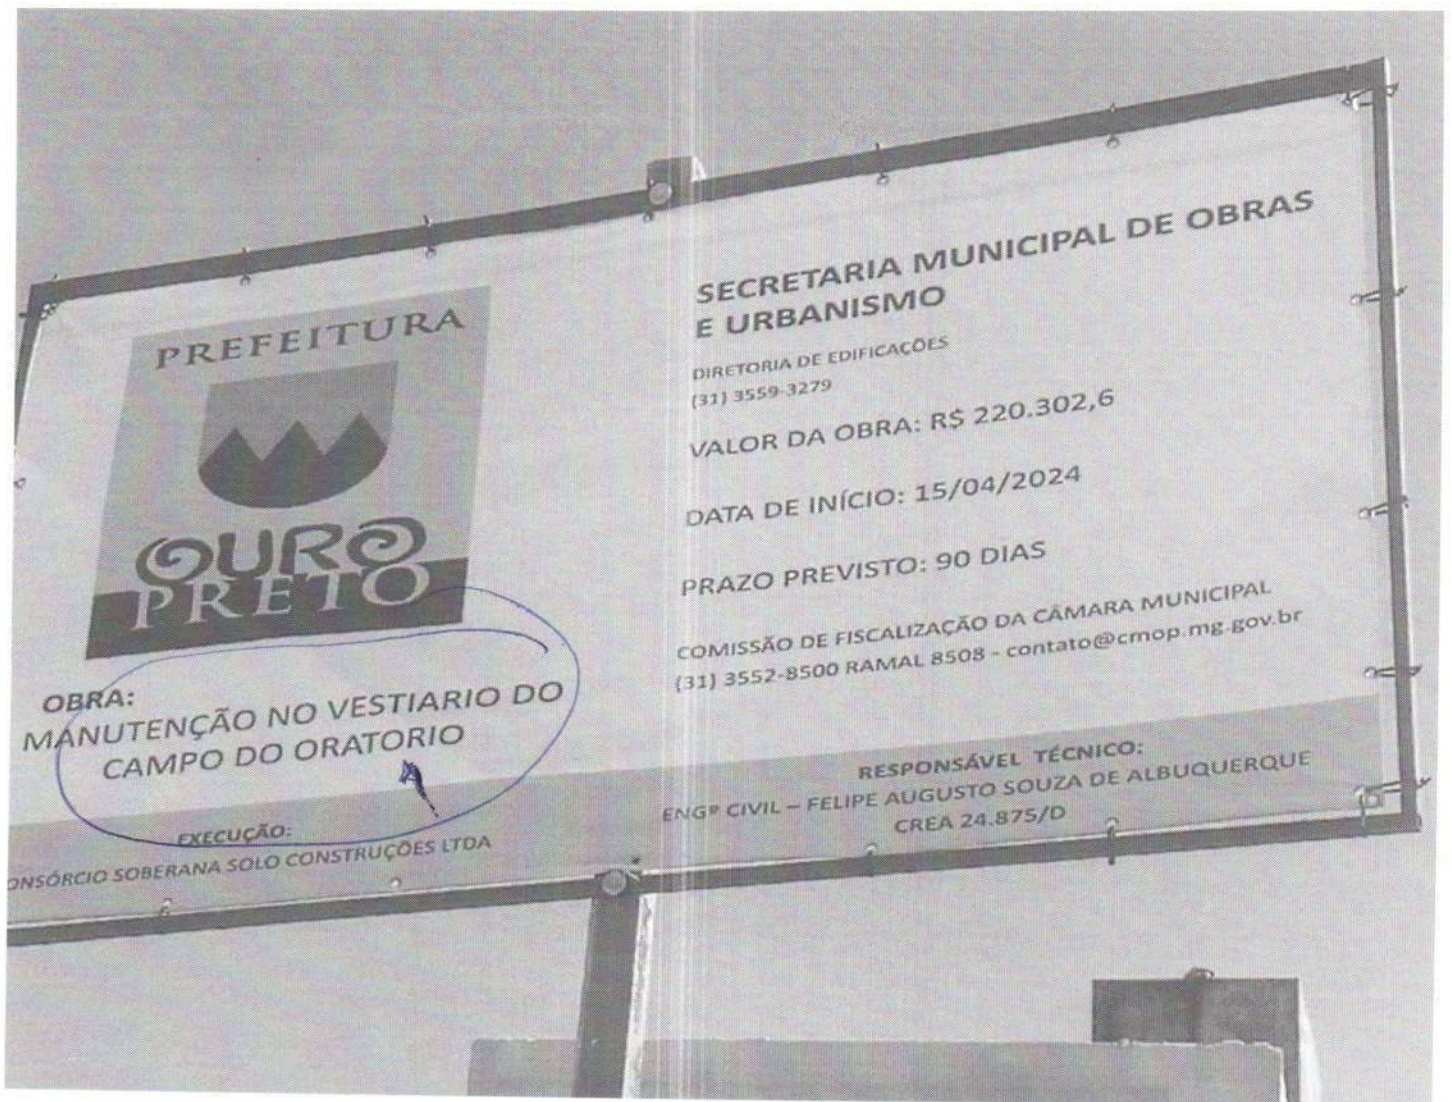 PREFEITURA
OURO
PRETO
OBRA:
MANUTENÇÃO NO VESTIARIO DO
CAMPO DO ORATORIO
EXECUÇÃO:
ONSÓRCIO SOBERANA SOLO CONSTRUÇÕES LTDA
SECRETARIA MUNICIPAL DE OBRAS
E URBANISMO
DIRETORIA DE EDIFICAÇÕES
(31) 3559-3279
VALOR DA OBRA: R$ 220.302,6
DATA DE INÍCIO: 15/04/2024
PRAZO PREVISTO: 90 DIAS
COMISSÃO DE FISCALIZAÇÃO DA CÂMARA MUNICIPAL
(31) 3552-8500 RAMAL 8508 - contato@cmop.mg.gov.br
RESPONSÁVEL TÉCNICO:
ENGº CIVIL – FELIPE AUGUSTO SOUZA DE ALBUQUERQUE
CREA 24.875/D